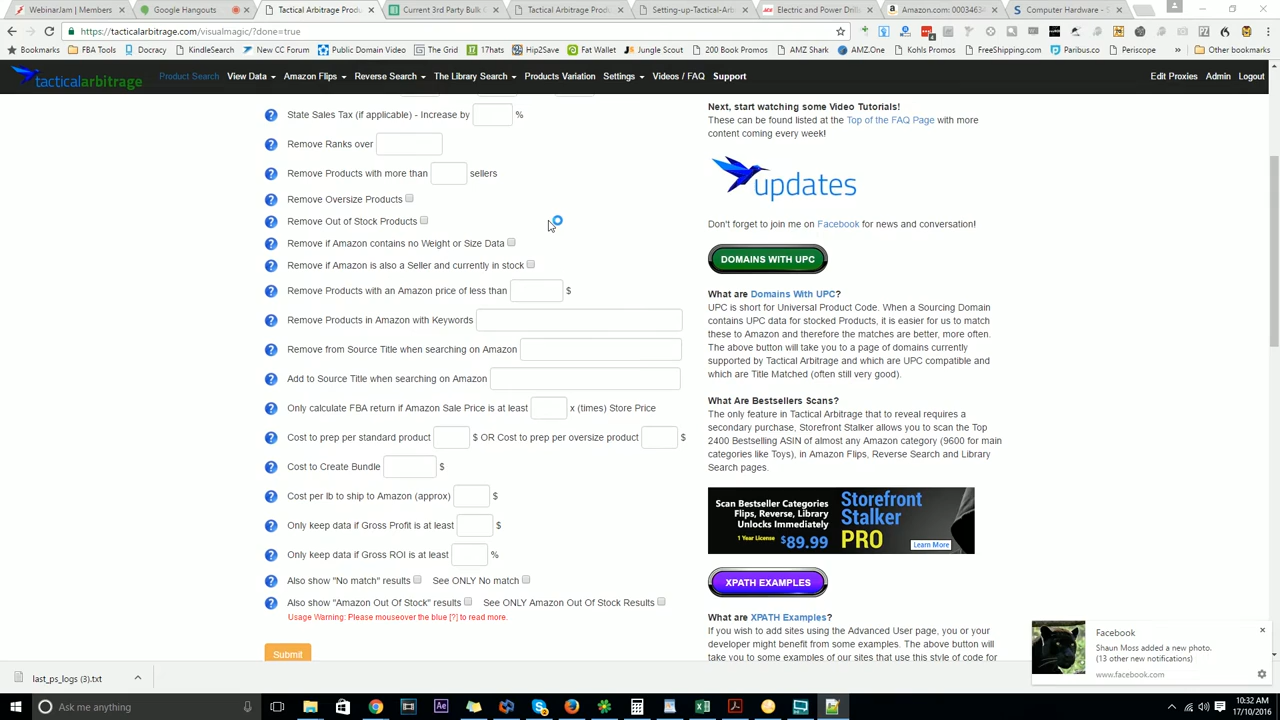 WebinarJam | Members
Google Hangouts
Tactical Arbitrage Produ
Current 3rd Party Bulk C
Tactical Arbitrage Produ
Setting-up-Tactical-Arbit
Electric and Power Drill
Amazon.com: 00034634
Computer Hardware - S
https://tacticalarbitrage.com/visualmagic/?done=true
Bookmarks
FBA Tools
Docracy
KindleSearch
New CC Forum
Public Domain Video
The Grid
17hats
Hip2Save
Fat Wallet
Jungle Scout
200 Book Promos
AMZ Shark
AMZ.One
Kohls Promos
FreeShipping.com
Paribus.co
Periscope
»
Other bookmarks
tacticalarbitrage
Product Search
View Data
Amazon Flips
Reverse Search
The Library Search
Products Variation
Settings
Videos / FAQ
Support
Edit Proxies
Admin
Logout
? State Sales Tax (if applicable) - Increase by %
? Remove Ranks over
? Remove Products with more than sellers
? Remove Oversize Products
? Remove Out of Stock Products
? Remove if Amazon contains no Weight or Size Data
? Remove if Amazon is also a Seller and currently in stock
? Remove Products with an Amazon price of less than $
? Remove Products in Amazon with Keywords
? Remove from Source Title when searching on Amazon
? Add to Source Title when searching on Amazon
? Only calculate FBA return if Amazon Sale Price is at least x (times) Store Price
? Cost to prep per standard product $ OR Cost to prep per oversize product $
? Cost to Create Bundle $
? Cost per lb to ship to Amazon (approx) $
? Only keep data if Gross Profit is at least $
? Only keep data if Gross ROI is at least %
? Also show "No match" results See ONLY No match
? Also show "Amazon Out Of Stock" results See ONLY Amazon Out Of Stock Results
Usage Warning: Please mouseover the blue [?] to read more.
Submit
Next, start watching some Video Tutorials!
These can be found listed at the Top of the FAQ Page with more
content coming every week!
updates
Don't forget to join me on Facebook for news and conversation!
DOMAINS WITH UPC
What are Domains With UPC?
UPC is short for Universal Product Code. When a Sourcing Domain
contains UPC data for stocked Products, it is easier for us to match
these to Amazon and therefore the matches are better, more often.
The above button will take you to a page of domains currently
supported by Tactical Arbitrage and which are UPC compatible and
which are Title Matched (often still very good).
What Are Bestsellers Scans?
The only feature in Tactical Arbitrage that to reveal requires a
secondary purchase, Storefront Stalker allows you to scan the Top
2400 Bestselling ASIN of almost any Amazon category (9600 for main
categories like Toys), in Amazon Flips, Reverse Search and Library
Search pages.
Scan Bestseller Categories
Flips, Reverse, Library
Unlocks Immediately
1 Year License $89.99
Storefront
Stalker
PRO
Learn More
XPATH EXAMPLES
What are XPATH Examples?
If you wish to add sites using the Advanced User page, you or your
developer might benefit from some examples. The above button will
take you to some examples of our sites that use this style of code for
Facebook
Shaun Moss added a new photo.
(13 other new notifications)
www.facebook.com
last_ps_logs (3).txt
Ask me anything
10:32 AM
17/10/2016